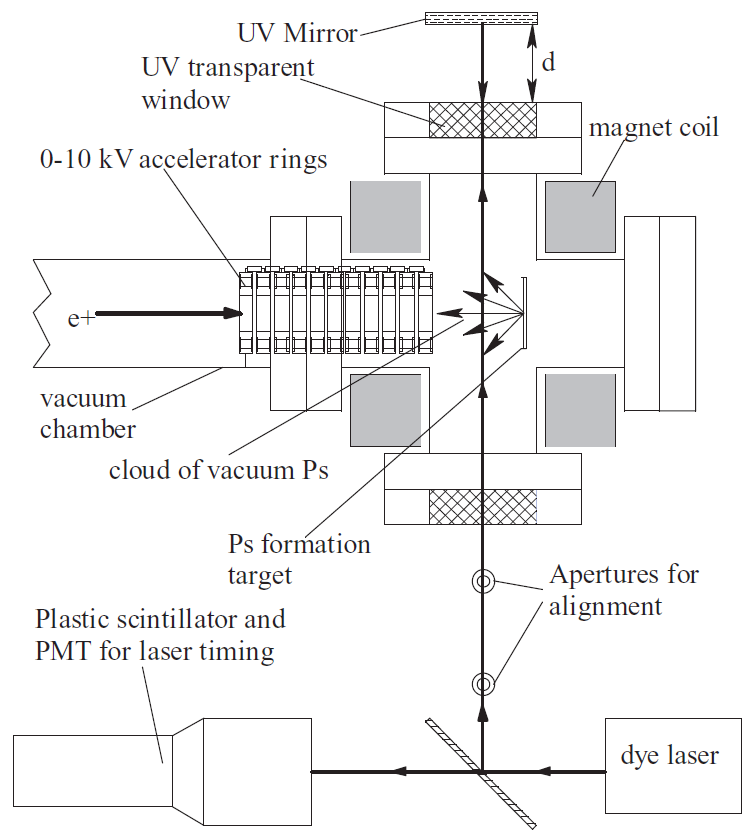 UV Mirror
UV transparent
window
d
magnet coil
0-10 kV accelerator rings
e+
vacuum
chamber
cloud of vacuum Ps
Ps formation
target
Apertures for
alignment
Plastic scintillator and
PMT for laser timing
dye laser